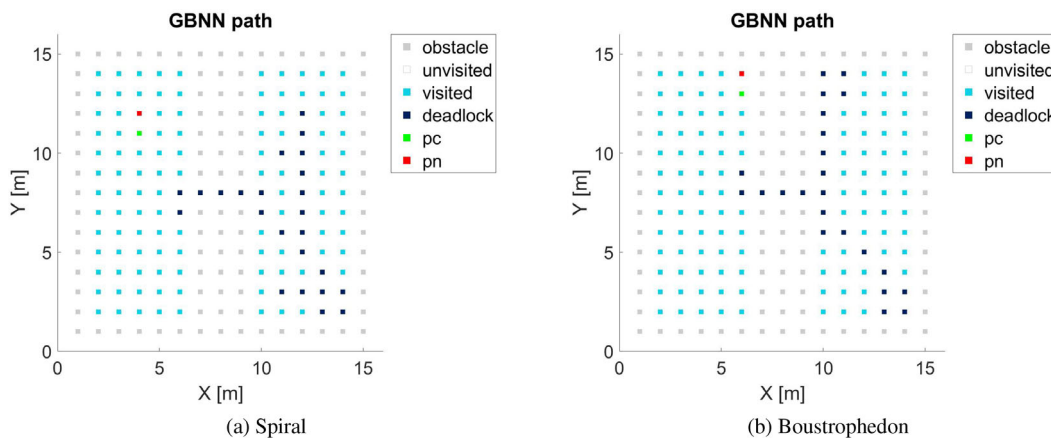 GBNN path
15
10
5
0
Y [m]
0
5
10
15
X [m]
obstacle
unvisited
visited
deadlock
pc
pn
(a) Spiral
GBNN path
15
10
5
0
Y [m]
0
5
10
15
X [m]
obstacle
unvisited
visited
deadlock
pc
pn
(b) Boustrophedon